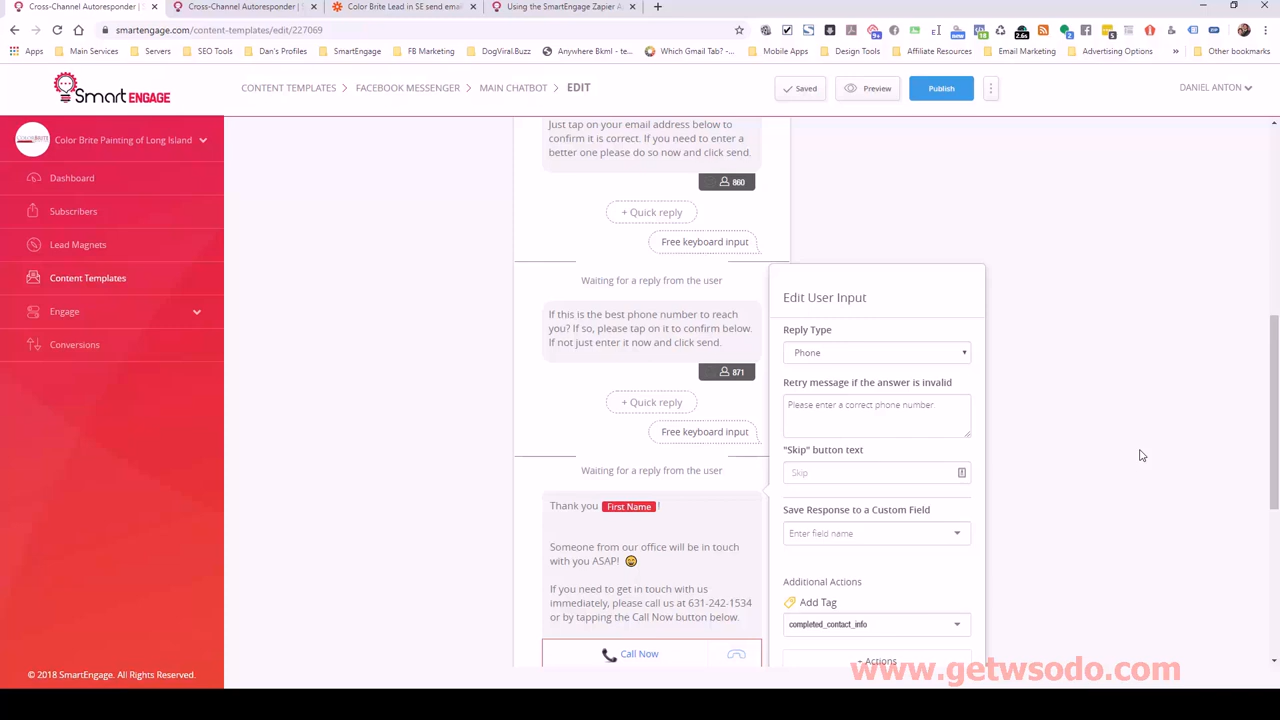 Cross-Channel Autoresponder |
Cross-Channel Autoresponder | S
Color Brite Lead in SE send email
Using the SmartEngage Zapier A
smartengage.com/content-templates/edit/227069
Apps
Main Services
Servers
SEO Tools
Dan's Profiles
SmartEngage
FB Marketing
DogViral.Buzz
Anywhere Bkml - te...
Which Gmail Tab? -...
Mobile Apps
Design Tools
Affiliate Resources
Email Marketing
Advertising Options
»
Other bookmarks
Smart ENGAGE
CONTENT TEMPLATES > FACEBOOK MESSENGER > MAIN CHATBOT > EDIT
Saved
Preview
Publish
DANIEL ANTON
Color Brite Painting of Long Island
Dashboard
Subscribers
Lead Magnets
Content Templates
Engage
Conversions
© 2018 SmartEngage. All Rights Reserved.
Just tap on your email address below to
confirm it is correct. If you need to enter a
better one please do so now and click send.
860
+ Quick reply
Free keyboard input
Waiting for a reply from the user
If this is the best phone number to reach
you? If so, please tap on it to confirm below.
If not just enter it now and click send.
871
+ Quick reply
Free keyboard input
Waiting for a reply from the user
Thank you First Name !
Someone from our office will be in touch
with you ASAP!
If you need to get in touch with us
immediately, please call us at 631-242-1534
or by tapping the Call Now button below.
Call Now
Edit User Input
Reply Type
Phone
Retry message if the answer is invalid
Please enter a correct phone number.
"Skip" button text
Skip
Save Response to a Custom Field
Enter field name
Additional Actions
Add Tag
completed_contact_info
+ Actions
www.getwsodo.com